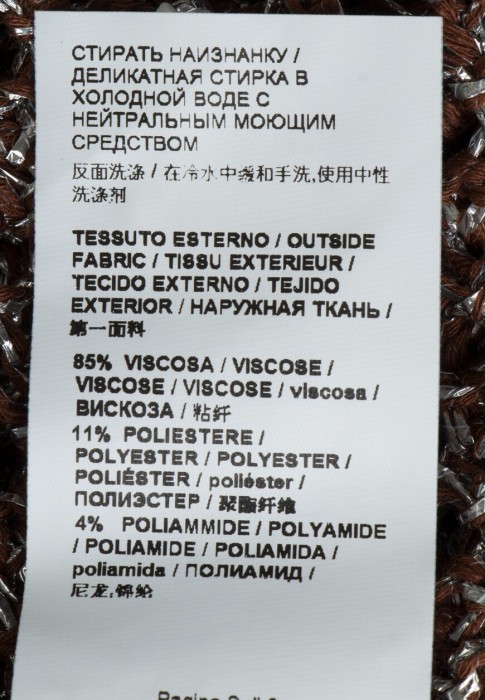 СТИРАТЬ НАИЗНАНКУ /
ДЕЛИКАТНАЯ СТИРКА В
ХОЛОДНОЙ ВОДЕ С
НЕЙТРАЛЬНЫМ МОЮЩИМ
СРЕДСТВОМ
反面洗涤 / 在冷水中缓和手洗,使用中性
洗涤剂
TESSUTO ESTERNO / OUTSIDE
FABRIC / TISSU EXTERIEUR /
TECIDO EXTERNO / TEJIDO
EXTERIOR / НАРУЖНАЯ ТКАНЬ /
第一面料
85% VISCOSA / VISCOSE /
VISCOSE / VISCOSE / viscosa /
ВИСКОЗА / 粘纤
11% POLIESTERE /
POLYESTER / POLYESTER /
POLIÉSTER / poliéster /
ПОЛИЭСТЕР / 聚酯纤维
4% POLIAMMIDE / POLYAMIDE
/ POLIAMIDE / POLIAMIDA /
poliamida / ПОЛИАМИД /
尼龙,锦纶